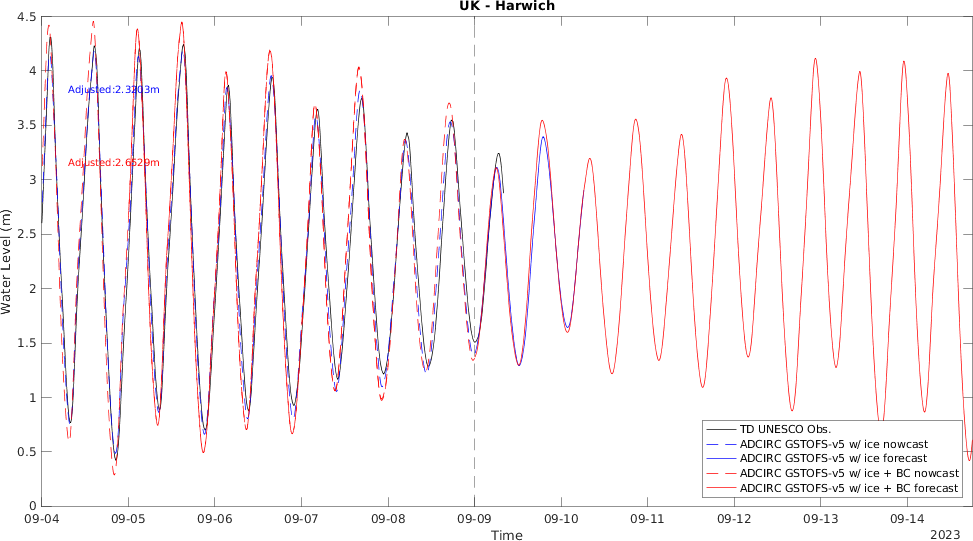 UK - Harwich
4.5
4
3.5
3
2.5
2
1.5
1
0.5
0
Water Level (m)
Adjusted:2.3203m
Adjusted:2.6529m
TD UNESCO Obs.
ADCIRC GSTOFS-v5 w/ ice nowcast
ADCIRC GSTOFS-v5 w/ ice forecast
ADCIRC GSTOFS-v5 w/ ice + BC nowcast
ADCIRC GSTOFS-v5 w/ ice + BC forecast
09-04 09-05 09-06 09-07 09-08 09-09 09-10 09-11 09-12 09-13 09-14
Time
2023